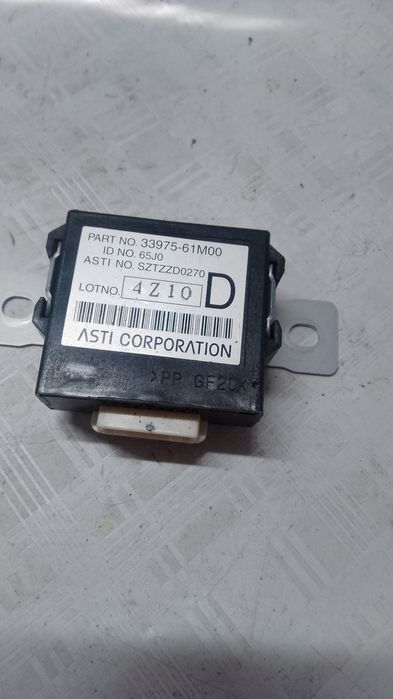 PART NO. 33975-61M00
ID NO. 65J0
ASTI NO. SZTZZD0270
LOTNO. 4Z10 D
ASTI CORPORATION
>PP GF20<